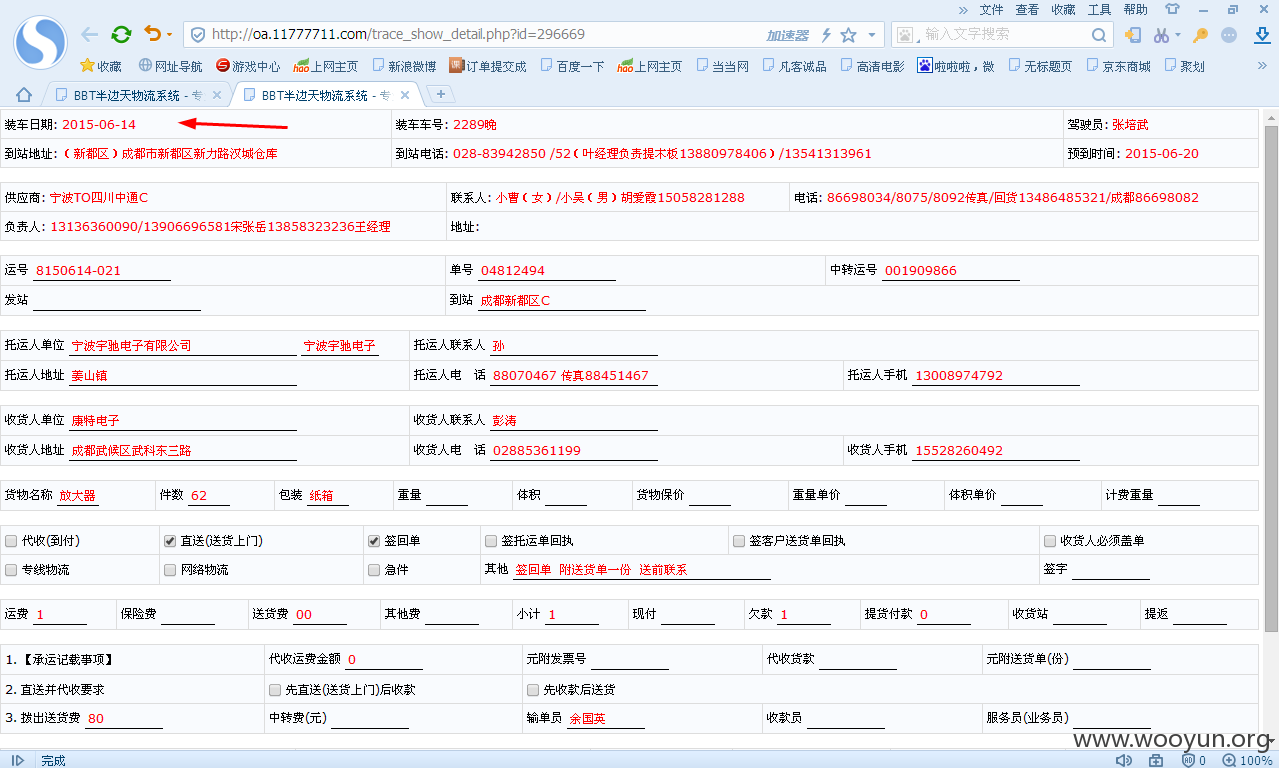 » 文件 查看 收藏 工具 帮助
http://oa.11777711.com/trace_show_detail.php?id=296669 加速器 输入文字搜索
收藏 网址导航 游戏中心 上网主页 新浪微博 订单提交成 百度一下 上网主页 当当网 凡客诚品 高清电影 啦啦啦,微 无标题页 京东商城 聚划 »
BBT半边天物流系统 - 专 × BBT半边天物流系统 - 专 × +
装车日期: 2015-06-14 装车车号: 2289晚 驾驶员: 张培武
到站地址: (新都区)成都市新都区新力路汉城仓库 到站电话: 028-83942850 /52(叶经理负责提木板13880978406)/13541313961 预到时间: 2015-06-20
供应商: 宁波TO四川中通C 联系人: 小曹(女)/小吴(男)胡爱霞15058281288 电话: 86698034/8075/8092传真/回货13486485321/成都86698082
负责人: 13136360090/13906696581宋张岳13858323236王经理 地址:
运号 8150614-021 单号 04812494 中转运号 001909866
发站 到站 成都新都区C
托运人单位 宁波宇驰电子有限公司 宁波宇驰电子 托运人联系人 孙
托运人地址 姜山镇 托运人电 话 88070467 传真88451467 托运人手机 13008974792
收货人单位 康特电子 收货人联系人 彭涛
收货人地址 成都武候区武科东三路 收货人电 话 02885361199 收货人手机 15528260492
货物名称 放大器 件数 62 包装 纸箱 重量 体积 货物保价 重量单价 体积单价 计费重量
代收(到付) 直送(送货上门) 签回单 签托运单回执 签客户送货单回执 收货人必须盖单
专线物流 网络物流 急件 其他 签回单 附送货单一份 送前联系 签字
运费 1 保险费 送货费 00 其他费 小计 1 现付 欠款 1 提货付款 0 收货站 提返
1.【承运记载事项】 代收运费金额 0 元附发票号 代收货款 元附送货单(份)
2. 直送并代收要求 先直送(送货上门)后收款 先收款后送货
3. 拨出送货费 80 中转费(元) 输单员 余国英 收款员 服务员(业务员)
www.wooyun.org
完成 0 100%